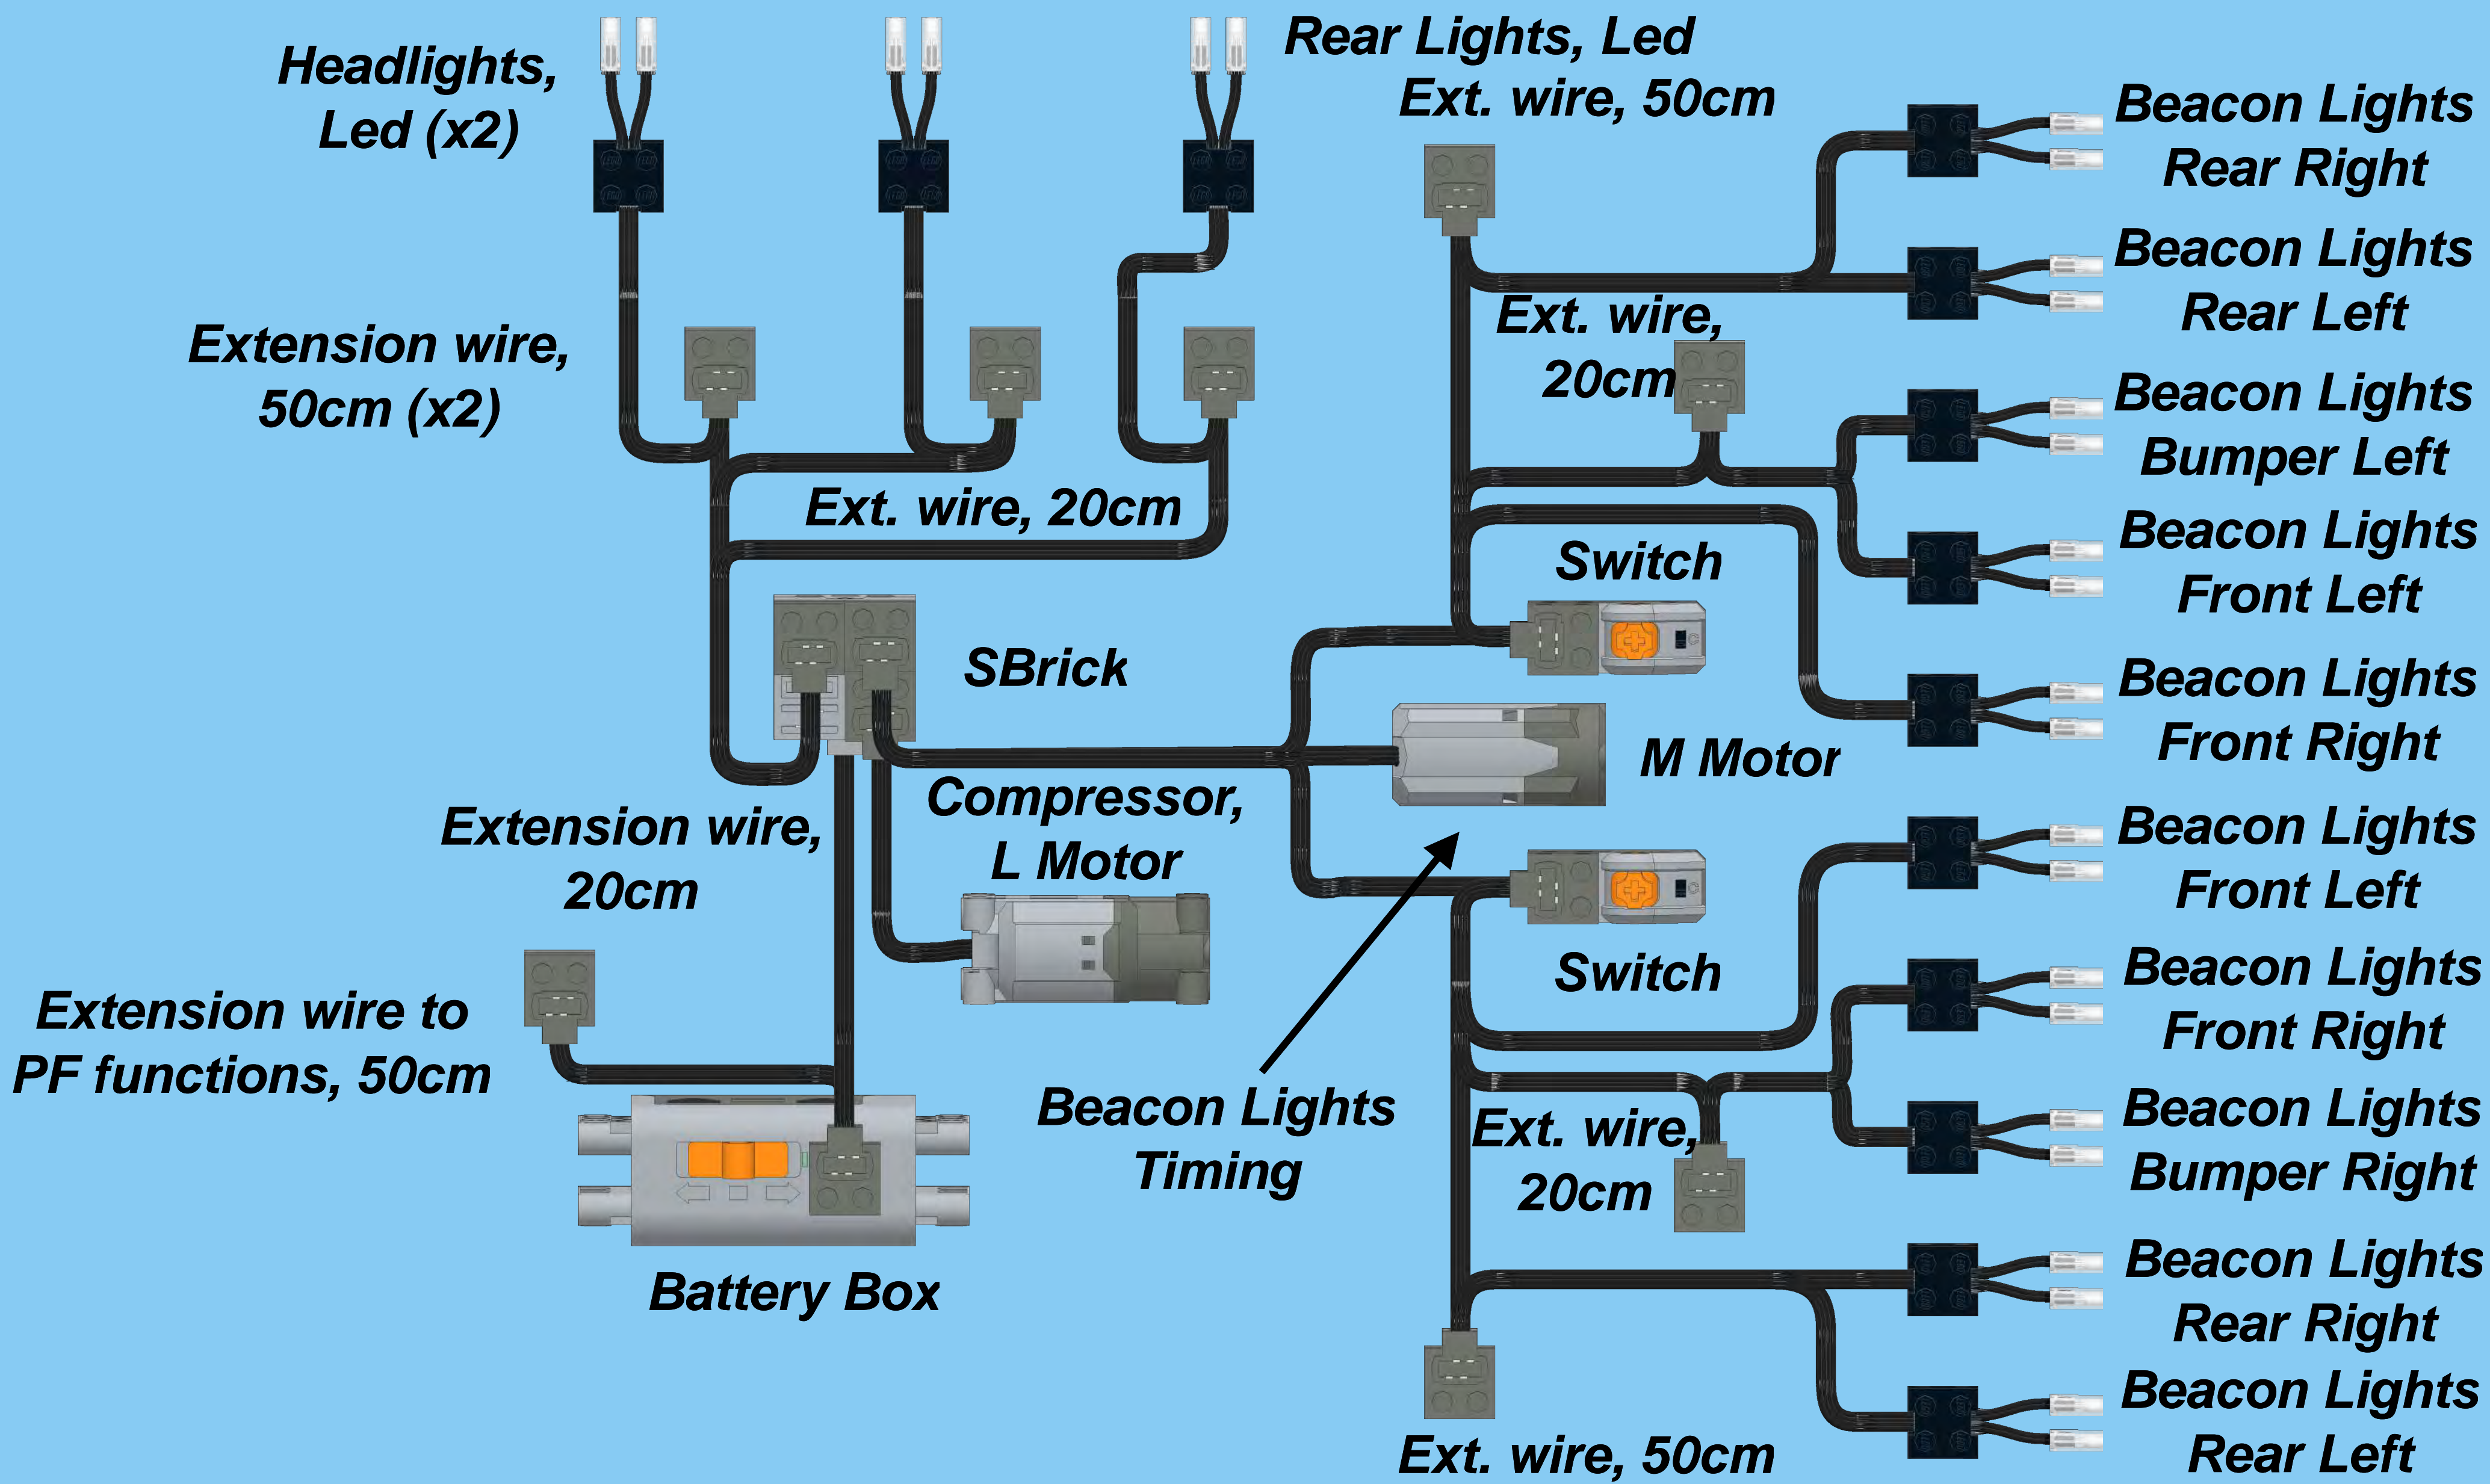 Headlights,
Led (x2)
Rear Lights, Led
Ext. wire, 50cm
Beacon Lights
Rear Right
Beacon Lights
Rear Left
Extension wire,
50cm (x2)
Ext. wire,
20cm
Beacon Lights
Bumper Left
Ext. wire, 20cm
Switch
Beacon Lights
Front Left
SBrick
Beacon Lights
Front Right
M Motor
Compressor,
L Motor
Extension wire,
20cm
Beacon Lights
Front Left
Switch
Beacon Lights
Front Right
Extension wire to
PF functions, 50cm
Beacon Lights
Timing
Ext. wire,
20cm
Beacon Lights
Bumper Right
Battery Box
Beacon Lights
Rear Right
Ext. wire, 50cm
Beacon Lights
Rear Left